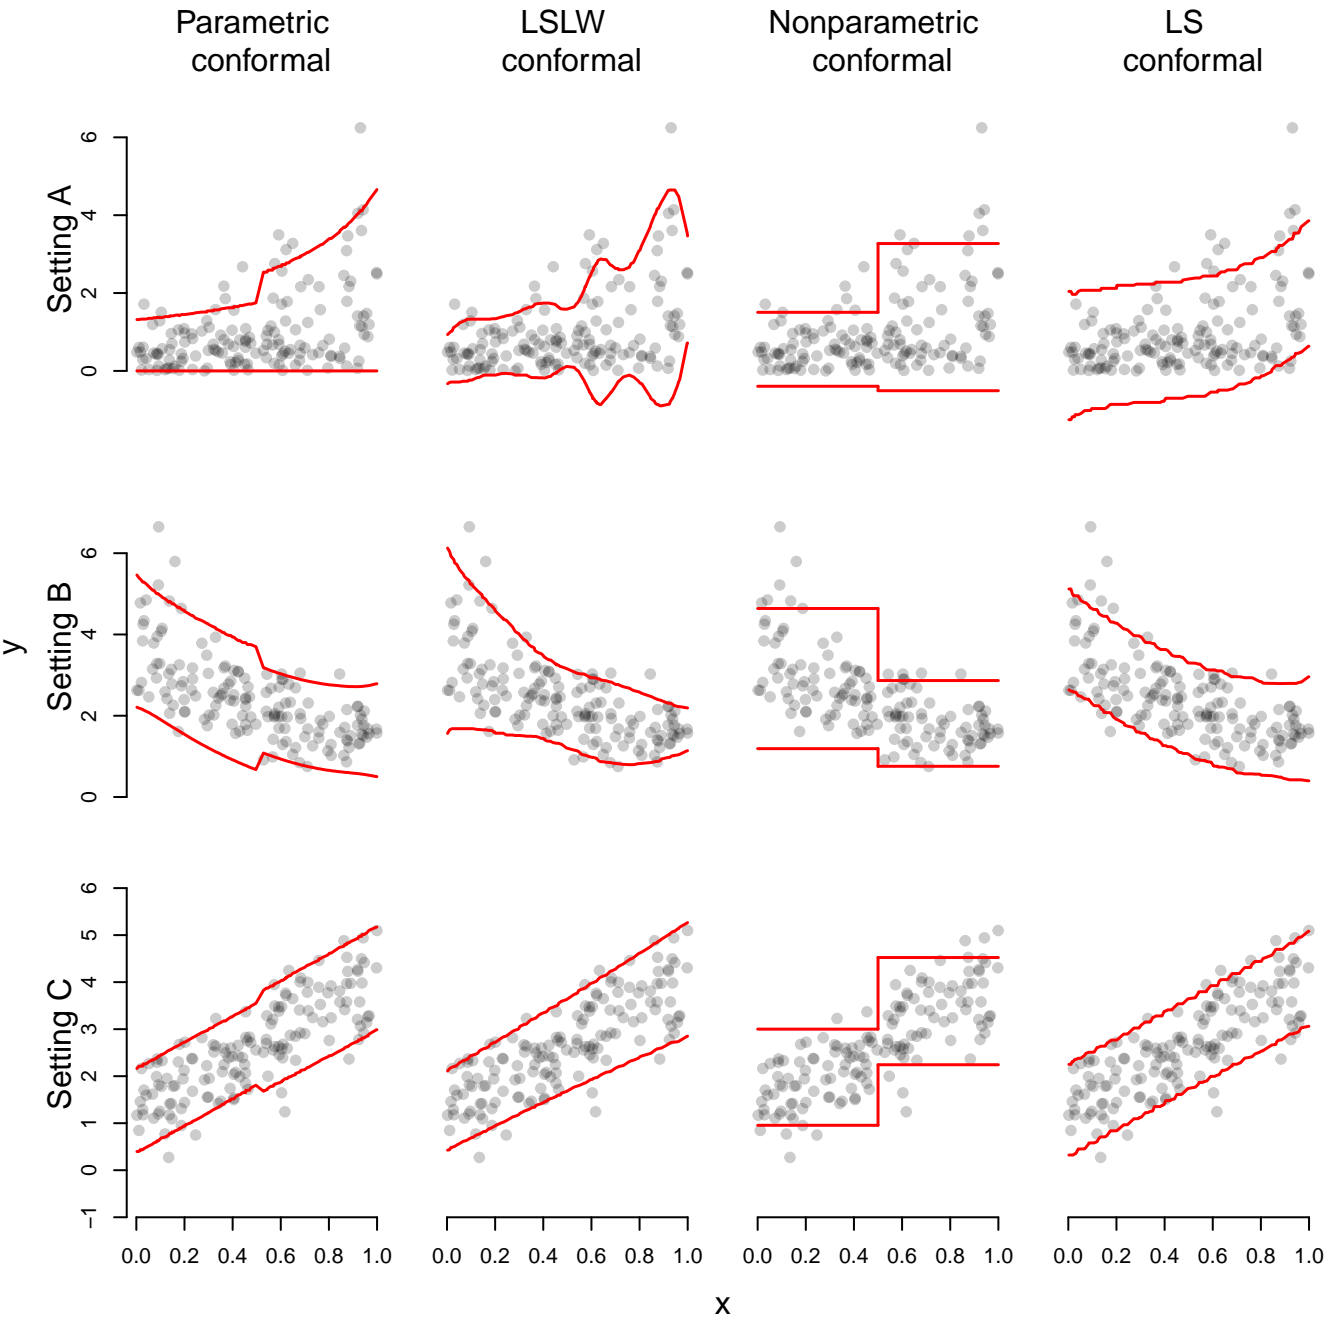 Parametric LSLW Nonparametric LS
conformal conformal conformal conformal
Setting A
0 2 4 6
y
Setting B
0 2 4 6
Setting C
−1 0 1 2 3 4 5 6
0.0 0.2 0.4 0.6 0.8 1.0 0.0 0.2 0.4 0.6 0.8 1.0 0.0 0.2 0.4 0.6 0.8 1.0 0.0 0.2 0.4 0.6 0.8 1.0
x